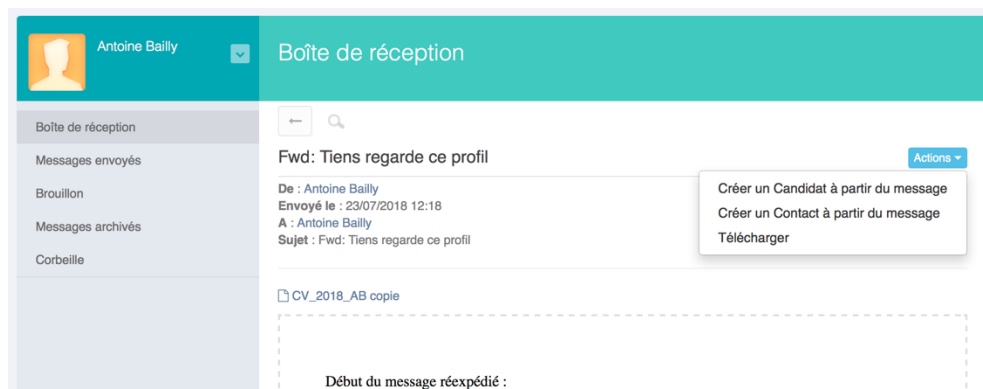 Antoine Bailly
Boîte de réception
Boîte de réception
Messages envoyés
Brouillon
Messages archivés
Corbeille
Fwd: Tiens regarde ce profil
Actions
De : Antoine Bailly
Envoyé le : 23/07/2018 12:18
A : Antoine Bailly
Sujet : Fwd: Tiens regarde ce profil
Créer un Candidat à partir du message
Créer un Contact à partir du message
Télécharger
CV_2018_AB copie
Début du message réexpédié :